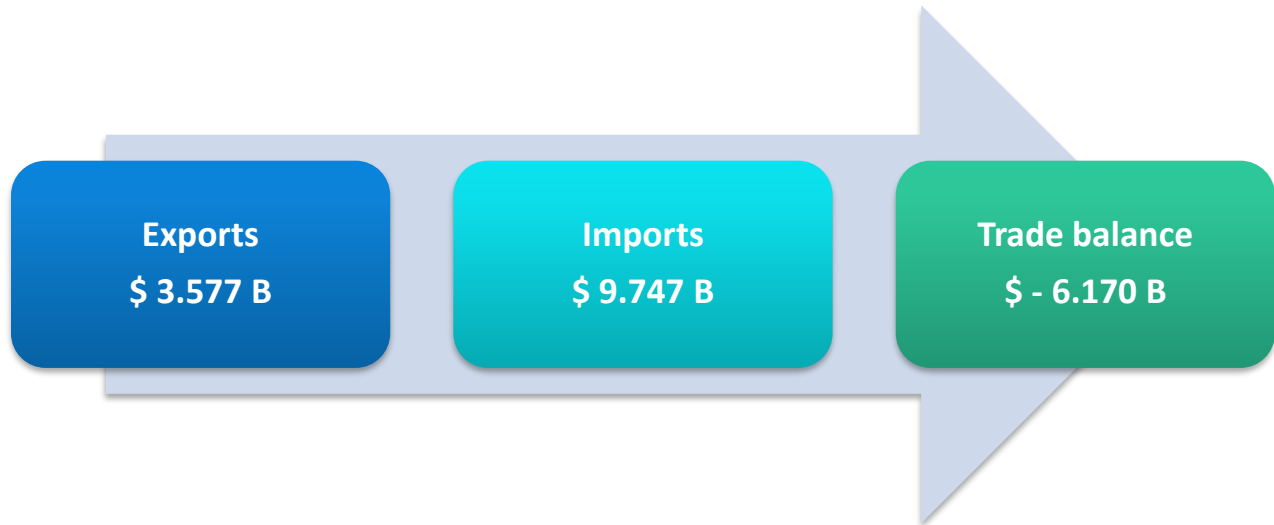 Exports
$ 3.577 B
Imports
$ 9.747 B
Trade balance
$ - 6.170 B